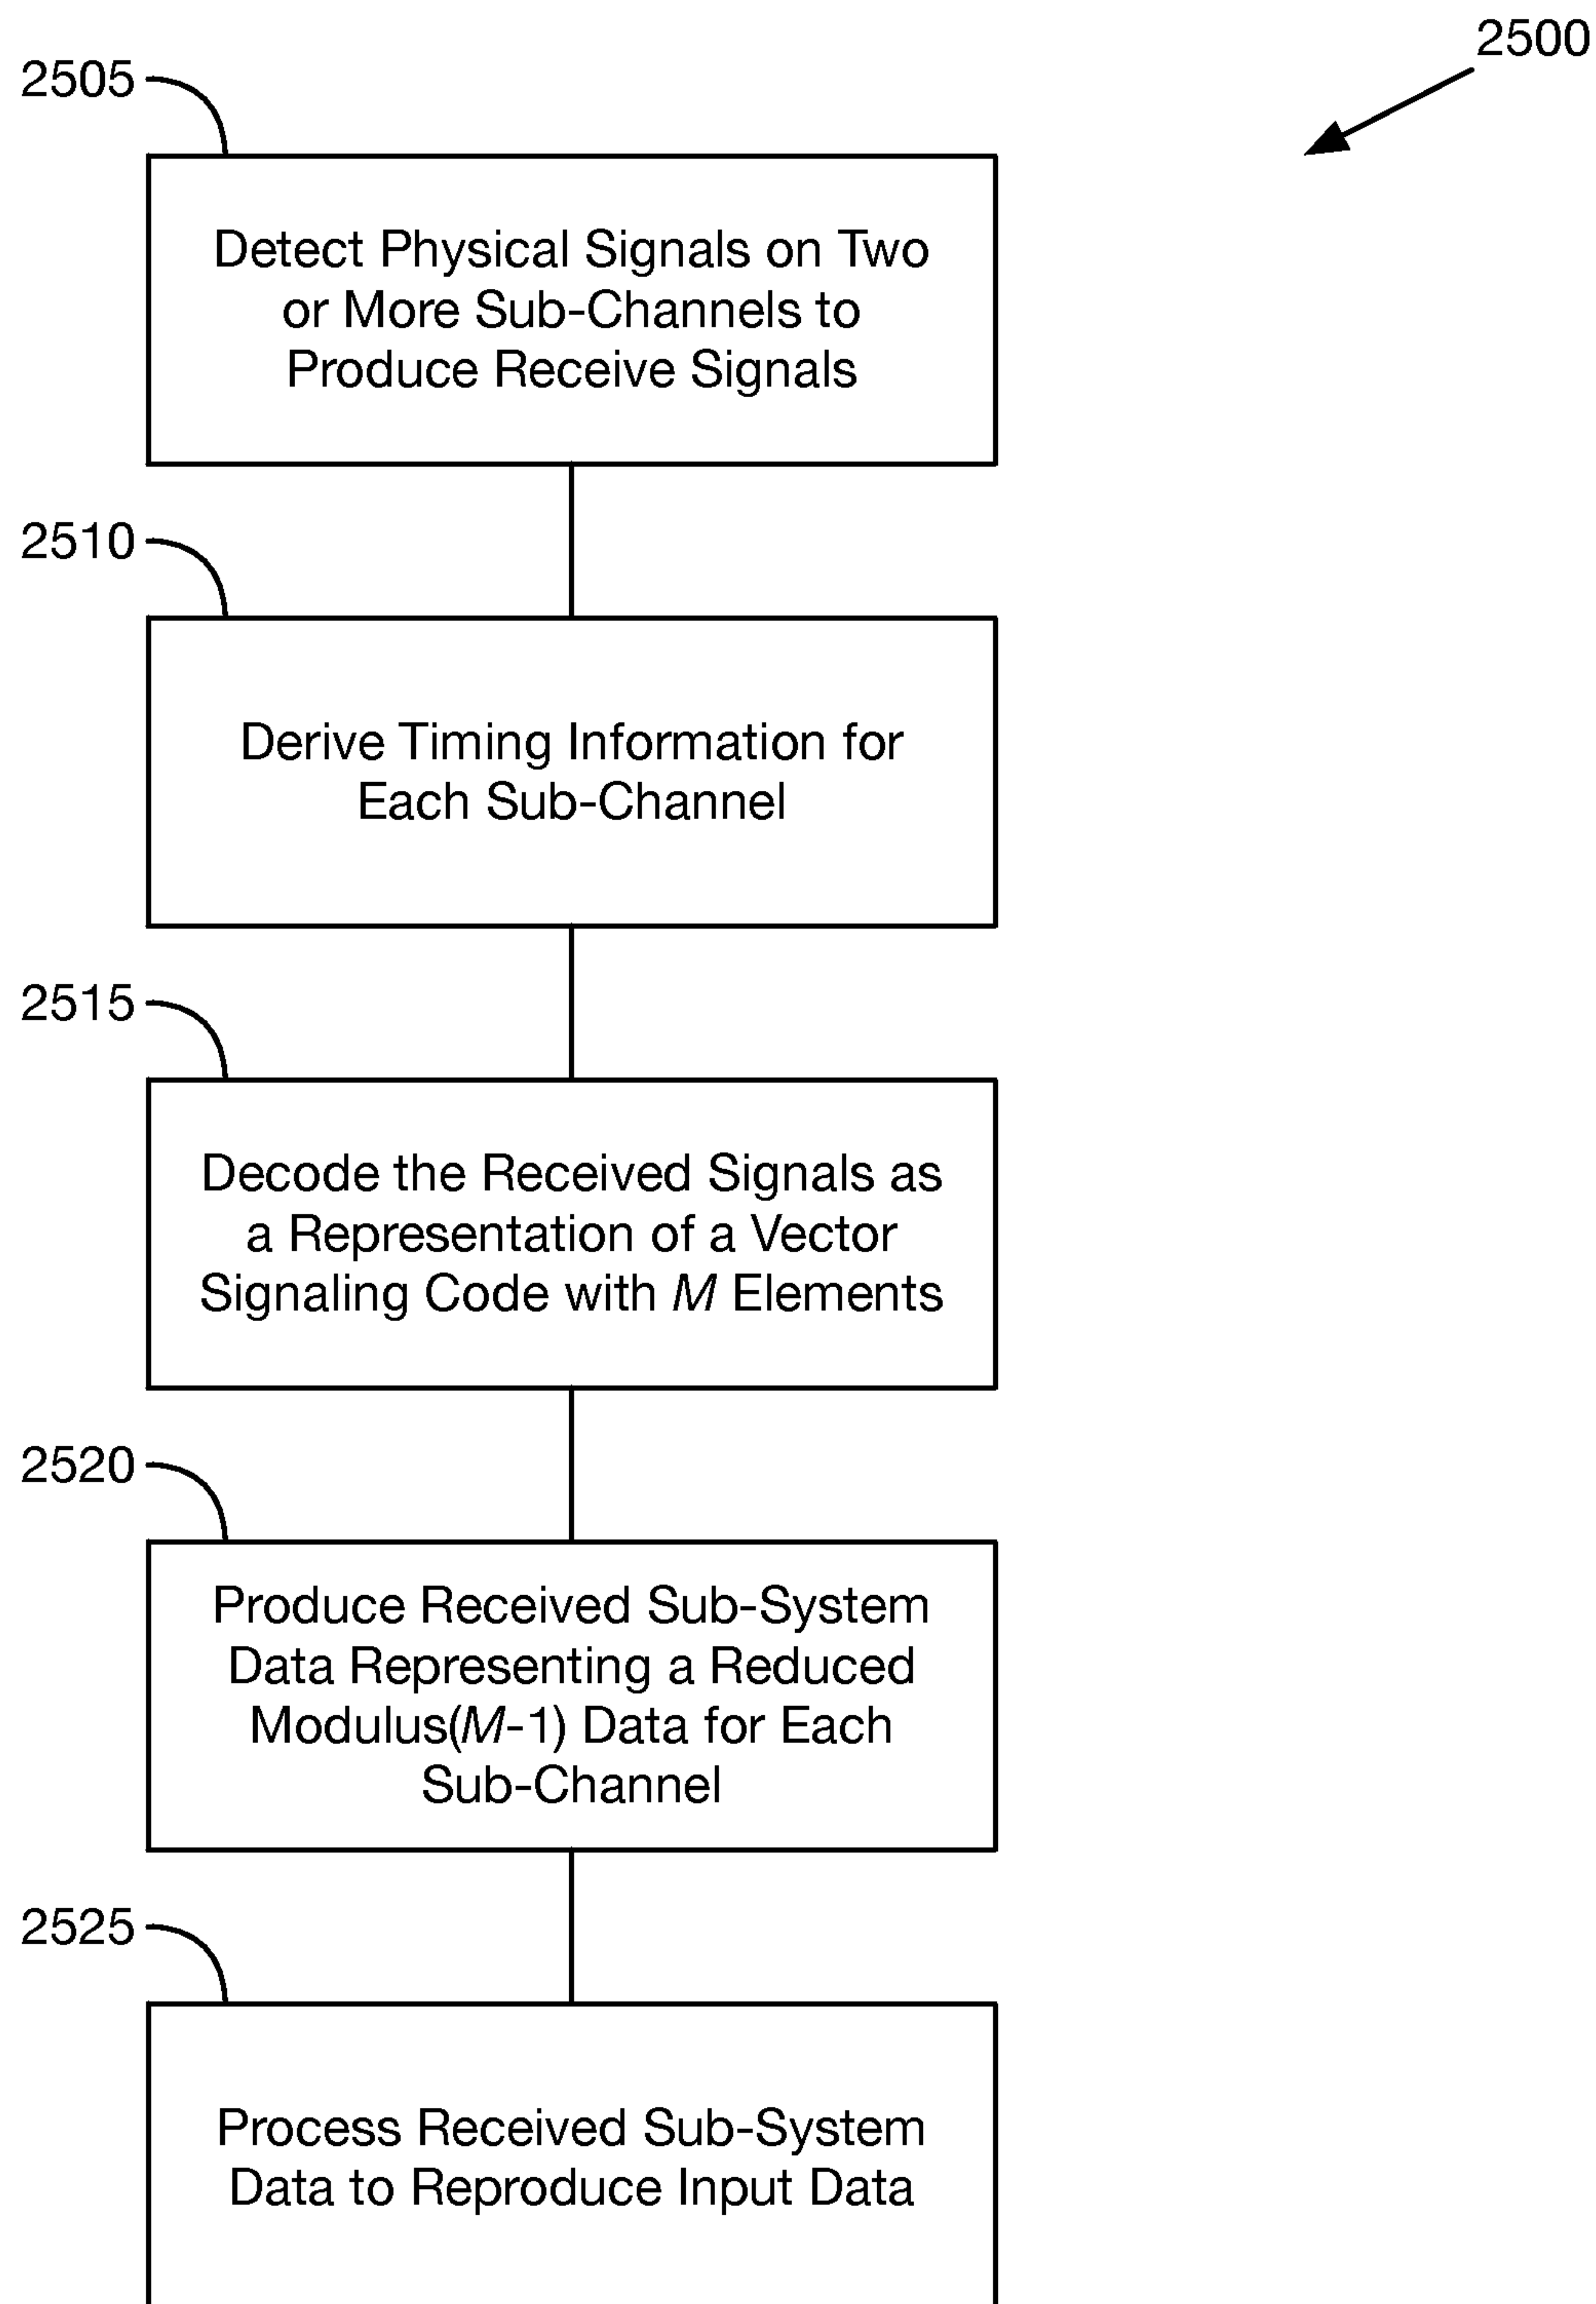 2500
2505
Detect Physical Signals on Two
or More Sub-Channels to
Produce Receive Signals
2510
Derive Timing Information for
Each Sub-Channel
2515
Decode the Received Signals as
a Representation of a Vector
Signaling Code with M Elements
2520
Produce Received Sub-System
Data Representing a Reduced
Modulus(M-1) Data for Each
Sub-Channel
2525
Process Received Sub-System
Data to Reproduce Input Data